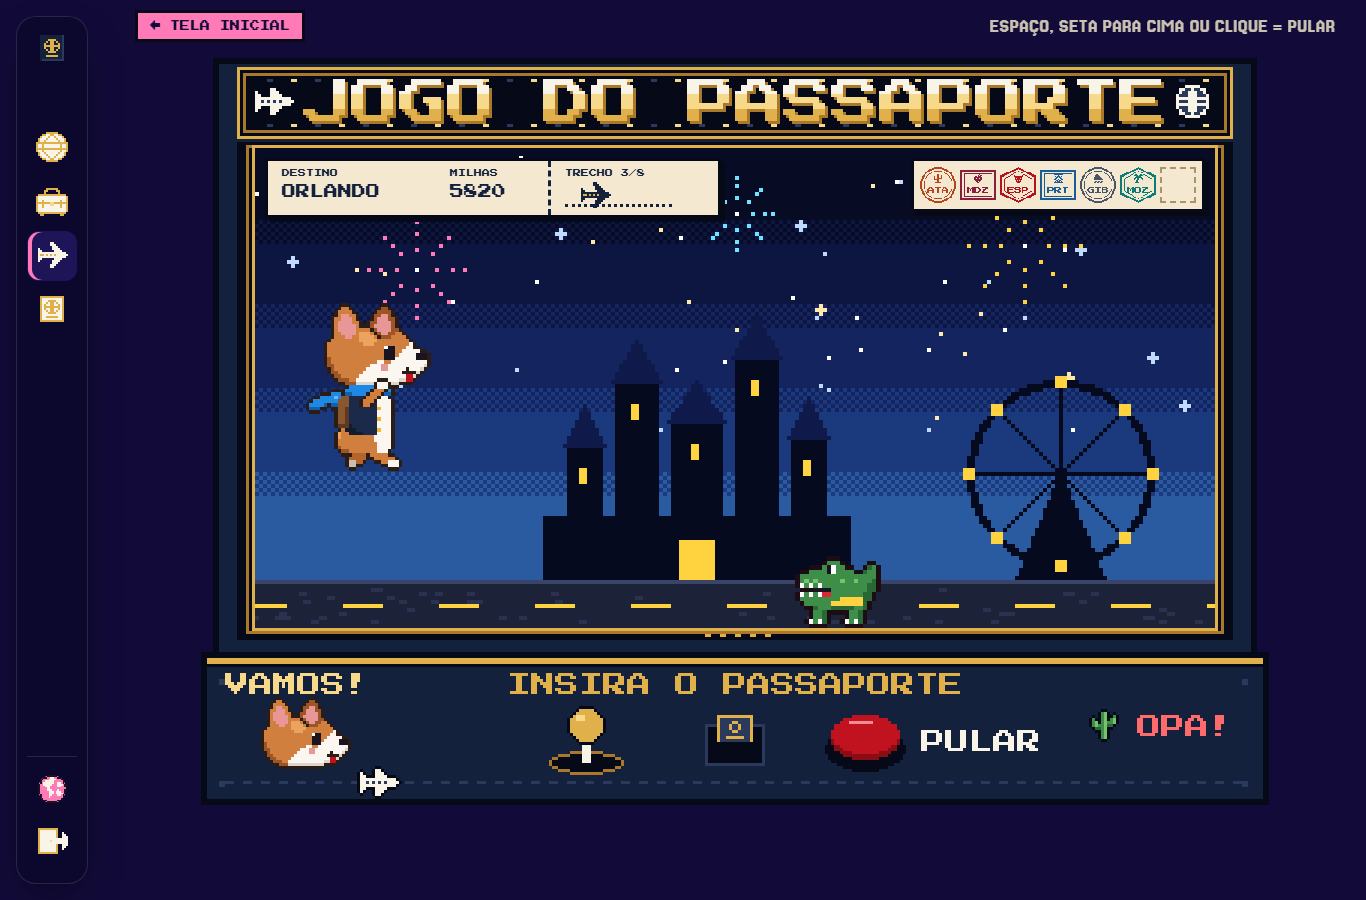 TELA INICIAL
ESPAÇO, SETA PARA CIMA OU CLIQUE = PULAR
JOGO DO PASSAPORTE
DESTINO
ORLANDO
MILHAS
5820
TRECHO 3/8
ATA
MDZ
ESP
PRT
GIB
MOZ
VAMOS!
INSIRA O PASSAPORTE
PULAR
OPA!